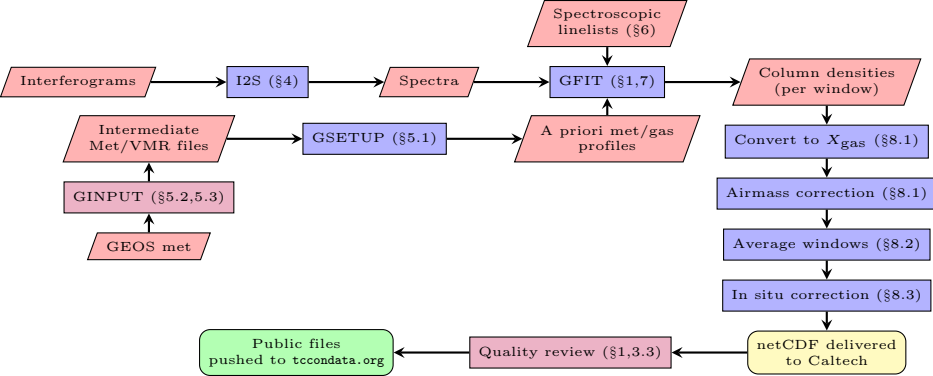 Spectroscopic
linelists (§6)
Interferograms
I2S (§4)
Spectra
GFIT (§1,7)
Column densities
(per window)
Intermediate
Met/VMR files
GSETUP (§5.1)
A priori met/gas
profiles
Convert to Xgas (§8.1)
GINPUT (§5.2,5.3)
Airmass correction (§8.1)
GEOS met
Average windows (§8.2)
In situ correction (§8.3)
Public files
pushed to tccondata.org
Quality review (§1,3.3)
netCDF delivered
to Caltech